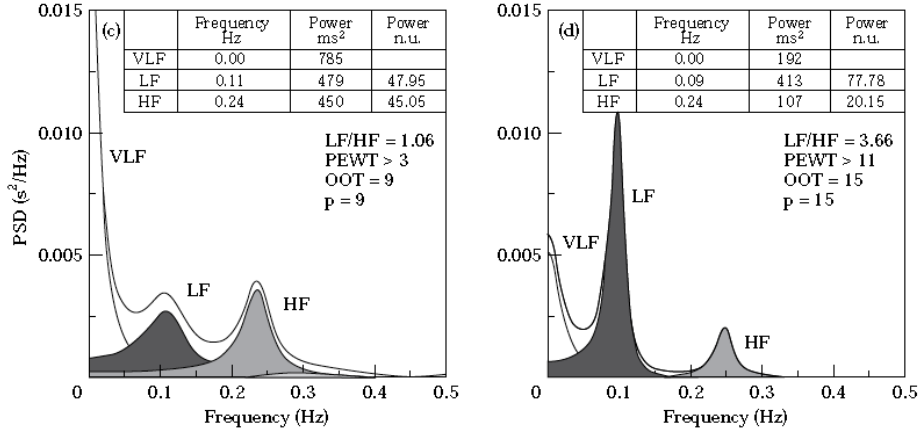 0.015
(c)
Frequency Hz
Power ms²
Power n.u.
VLF 0.00 785
LF 0.11 479 47.95
HF 0.24 450 45.05
0.010
VLF
LF/HF = 1.06
PEWT > 3
OOT = 9
p = 9
PSD (s²/Hz)
0.005
LF
HF
0 0.1 0.2 0.3 0.4 0.5
Frequency (Hz)
0.015
(d)
Frequency Hz
Power ms²
Power n.u.
VLF 0.00 192
LF 0.09 413 77.78
HF 0.24 107 20.15
0.010
LF/HF = 3.66
PEWT > 11
OOT = 15
p = 15
LF
0.005
VLF
HF
0 0.1 0.2 0.3 0.4 0.5
Frequency (Hz)